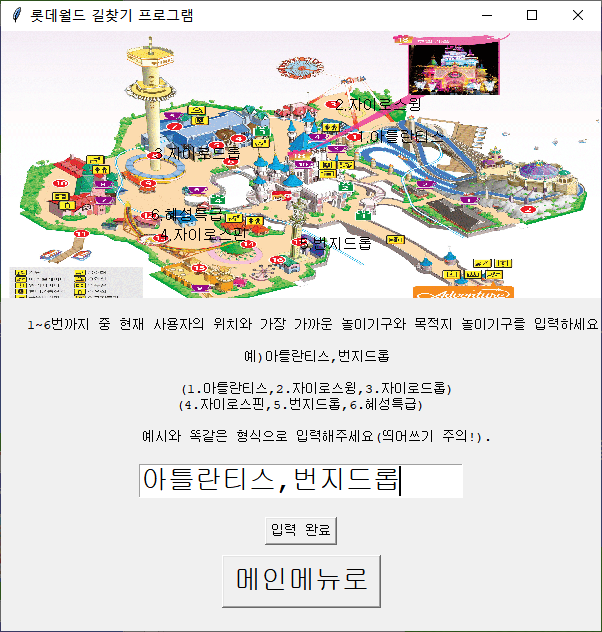 롯데월드 길찾기 프로그램
2.자이로스윙
1.아틀란티스
3.자이로드롭
6.혜성특급
4.자이로스핀
5.번지드롭
Adventure
1~6번까지 중 현재 사용자의 위치와 가장 가까운 놀이기구와 목적지 놀이기구를 입력하세요
예)아틀란티스,번지드롭
(1.아틀란티스,2.자이로스윙,3.자이로드롭)
(4.자이로스핀,5.번지드롭,6.혜성특급)
예시와 똑같은 형식으로 입력해주세요(띄어쓰기 주의!).
아틀란티스,번지드롭
입력 완료
메인메뉴로